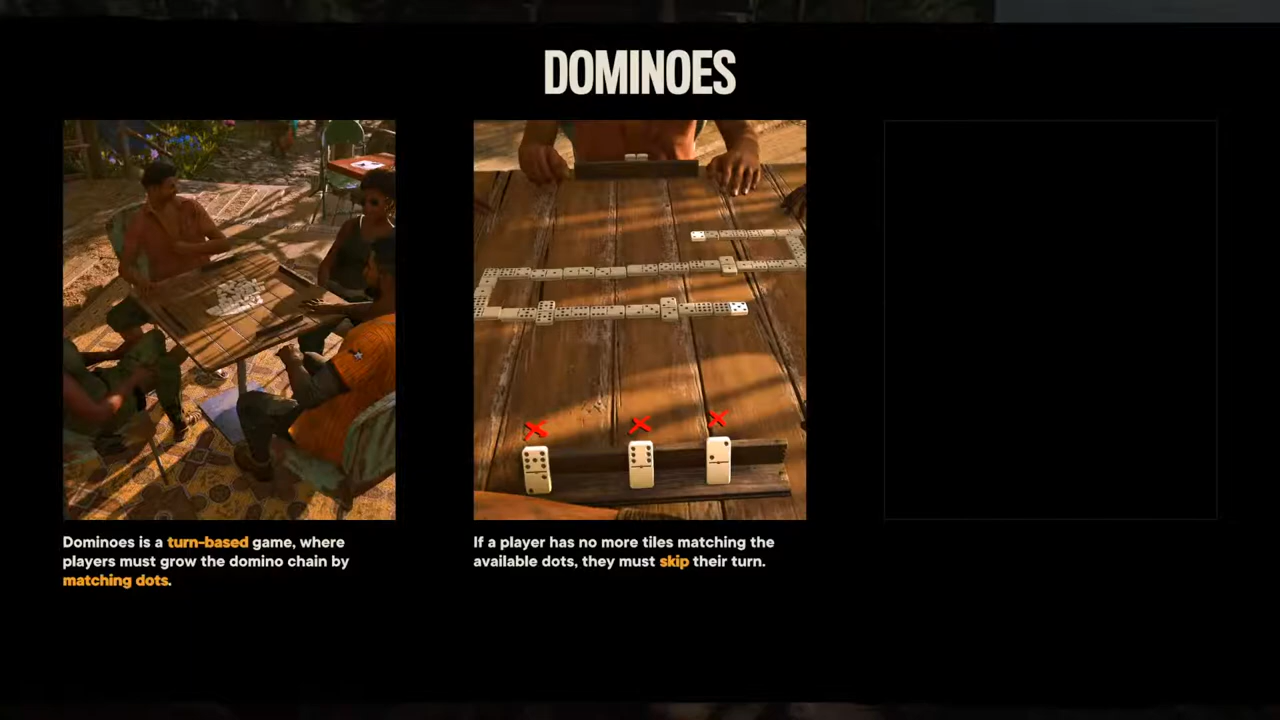 DOMINOES
Dominoes is a turn-based game, where
players must grow the domino chain by
matching dots.
If a player has no more tiles matching the
available dots, they must skip their turn.